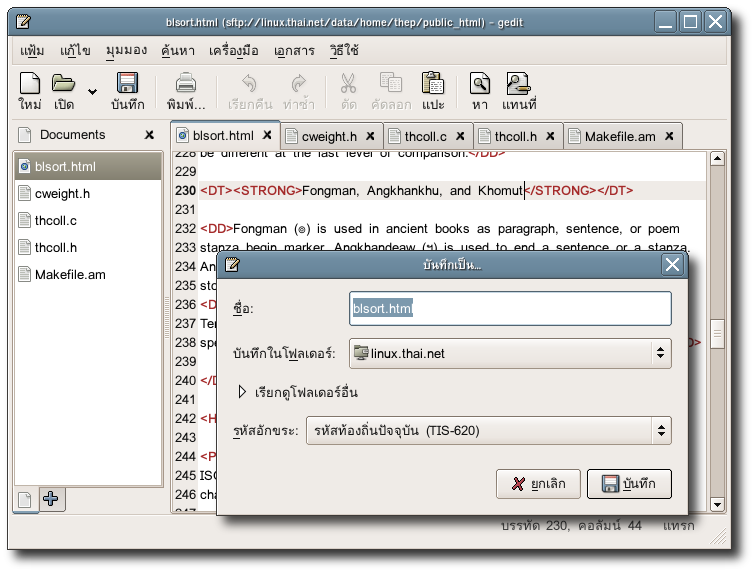 blsort.html (sftp://linux.thai.net/data/home/thep/public_html) - gedit
แฟ้ม แก้ไข มุมมอง ค้นหา เครื่องมือ เอกสาร วิธีใช้
ใหม่ เปิด บันทึก พิมพ์... เรียกคืน ทำซ้ำ ตัด คัดลอก แปะ หา แทนที่
Documents
blsort.html
cweight.h
thcoll.c
thcoll.h
Makefile.am
blsort.html cweight.h thcoll.c thcoll.h Makefile.am
228 be different at the last level of comparison.</DD>
229
230 <DT><STRONG>Fongman, Angkhankhu, and Khomut</STRONG></DT>
231
232 <DD>Fongman (๏) is used in ancient books as paragraph, sentence, or poem
233 stanza begin marker. Angkhandeaw (ฯ) is used to end a sentence or a stanza.
234 An
235 sto
236 <D
237 Ter
238 spe D>
239
240 </D
241
242 <H
243
244 <P
245 ISO
246 cha
บันทึกเป็น...
ชื่อ: blsort.html
บันทึกในโฟลเดอร์: linux.thai.net
เรียกดูโฟลเดอร์อื่น
รหัสอักขระ: รหัสท้องถิ่นปัจจุบัน (TIS-620)
ยกเลิก บันทึก
บรรทัด 230, คอลัมน์ 44 แทรก